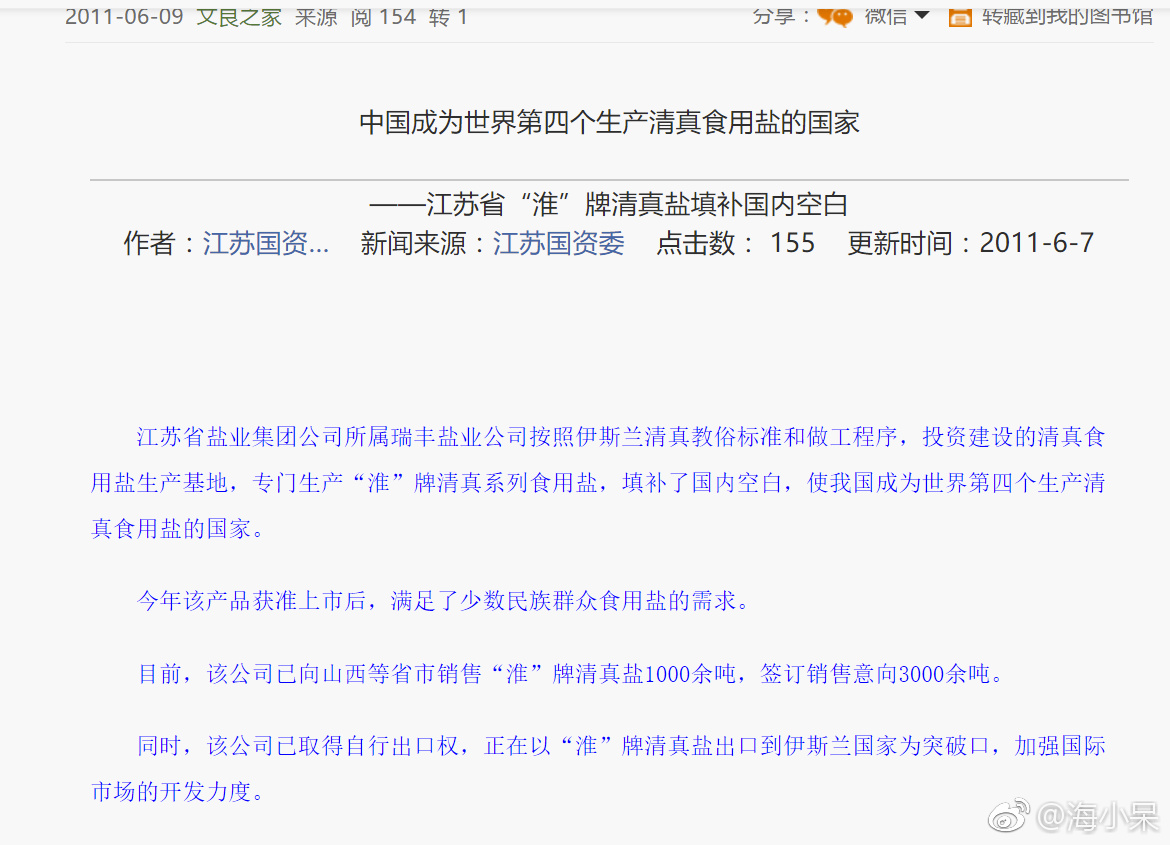 2011-06-09 文良之家 来源 阅 154 转 1 分享： 微信 转藏到我的图书馆
中国成为世界第四个生产清真食用盐的国家
——江苏省“淮”牌清真盐填补国内空白
作者：江苏国资... 新闻来源：江苏国资委 点击数： 155 更新时间：2011-6-7
江苏省盐业集团公司所属瑞丰盐业公司按照伊斯兰清真教俗标准和做工程序，投资建设的清真食
用盐生产基地，专门生产“淮”牌清真系列食用盐，填补了国内空白，使我国成为世界第四个生产清
真食用盐的国家。
今年该产品获准上市后，满足了少数民族群众食用盐的需求。
目前，该公司已向山西等省市销售“淮”牌清真盐1000余吨，签订销售意向3000余吨。
同时，该公司已取得自行出口权，正在以“淮”牌清真盐出口到伊斯兰国家为突破口，加强国际
市场的开发力度。
@海小呆